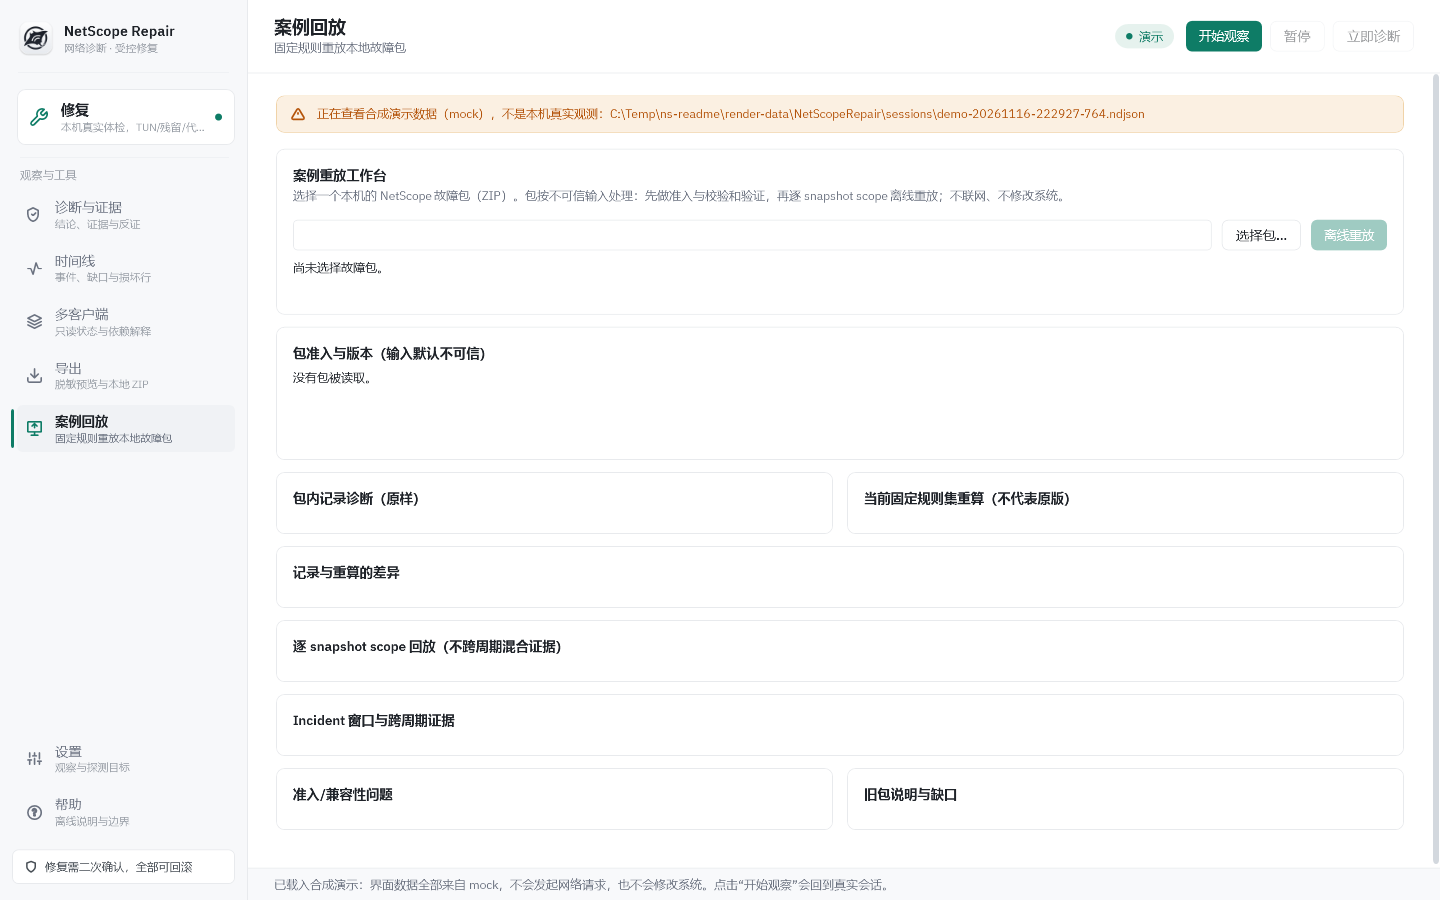 NetScope Repair
网络诊断 · 受控修复
修复
本机真实体检，TUN/残留/代...
观察与工具
诊断与证据
结论、证据与反证
时间线
事件、缺口与损坏行
多客户端
只读状态与依赖解释
导出
脱敏预览与本地 ZIP
案例回放
固定规则重放本地故障包
设置
观察与探测目标
帮助
离线说明与边界
修复需二次确认，全部可回滚
案例回放
固定规则重放本地故障包
演示
开始观察
暂停
立即诊断
正在查看合成演示数据（mock），不是本机真实观测：C:\Temp\ns-readme\render-data\NetScopeRepair\sessions\demo-20261116-222927-764.ndjson
案例重放工作台
选择一个本机的 NetScope 故障包（ZIP）。包按不可信输入处理：先做准入与校验和验证，再逐 snapshot scope 离线重放；不联网、不修改系统。
选择包...
离线重放
尚未选择故障包。
包准入与版本（输入默认不可信）
没有包被读取。
包内记录诊断（原样）
当前固定规则集重算（不代表原版）
记录与重算的差异
逐 snapshot scope 回放（不跨周期混合证据）
Incident 窗口与跨周期证据
准入/兼容性问题
旧包说明与缺口
已载入合成演示：界面数据全部来自 mock，不会发起网络请求，也不会修改系统。点击“开始观察”会回到真实会话。